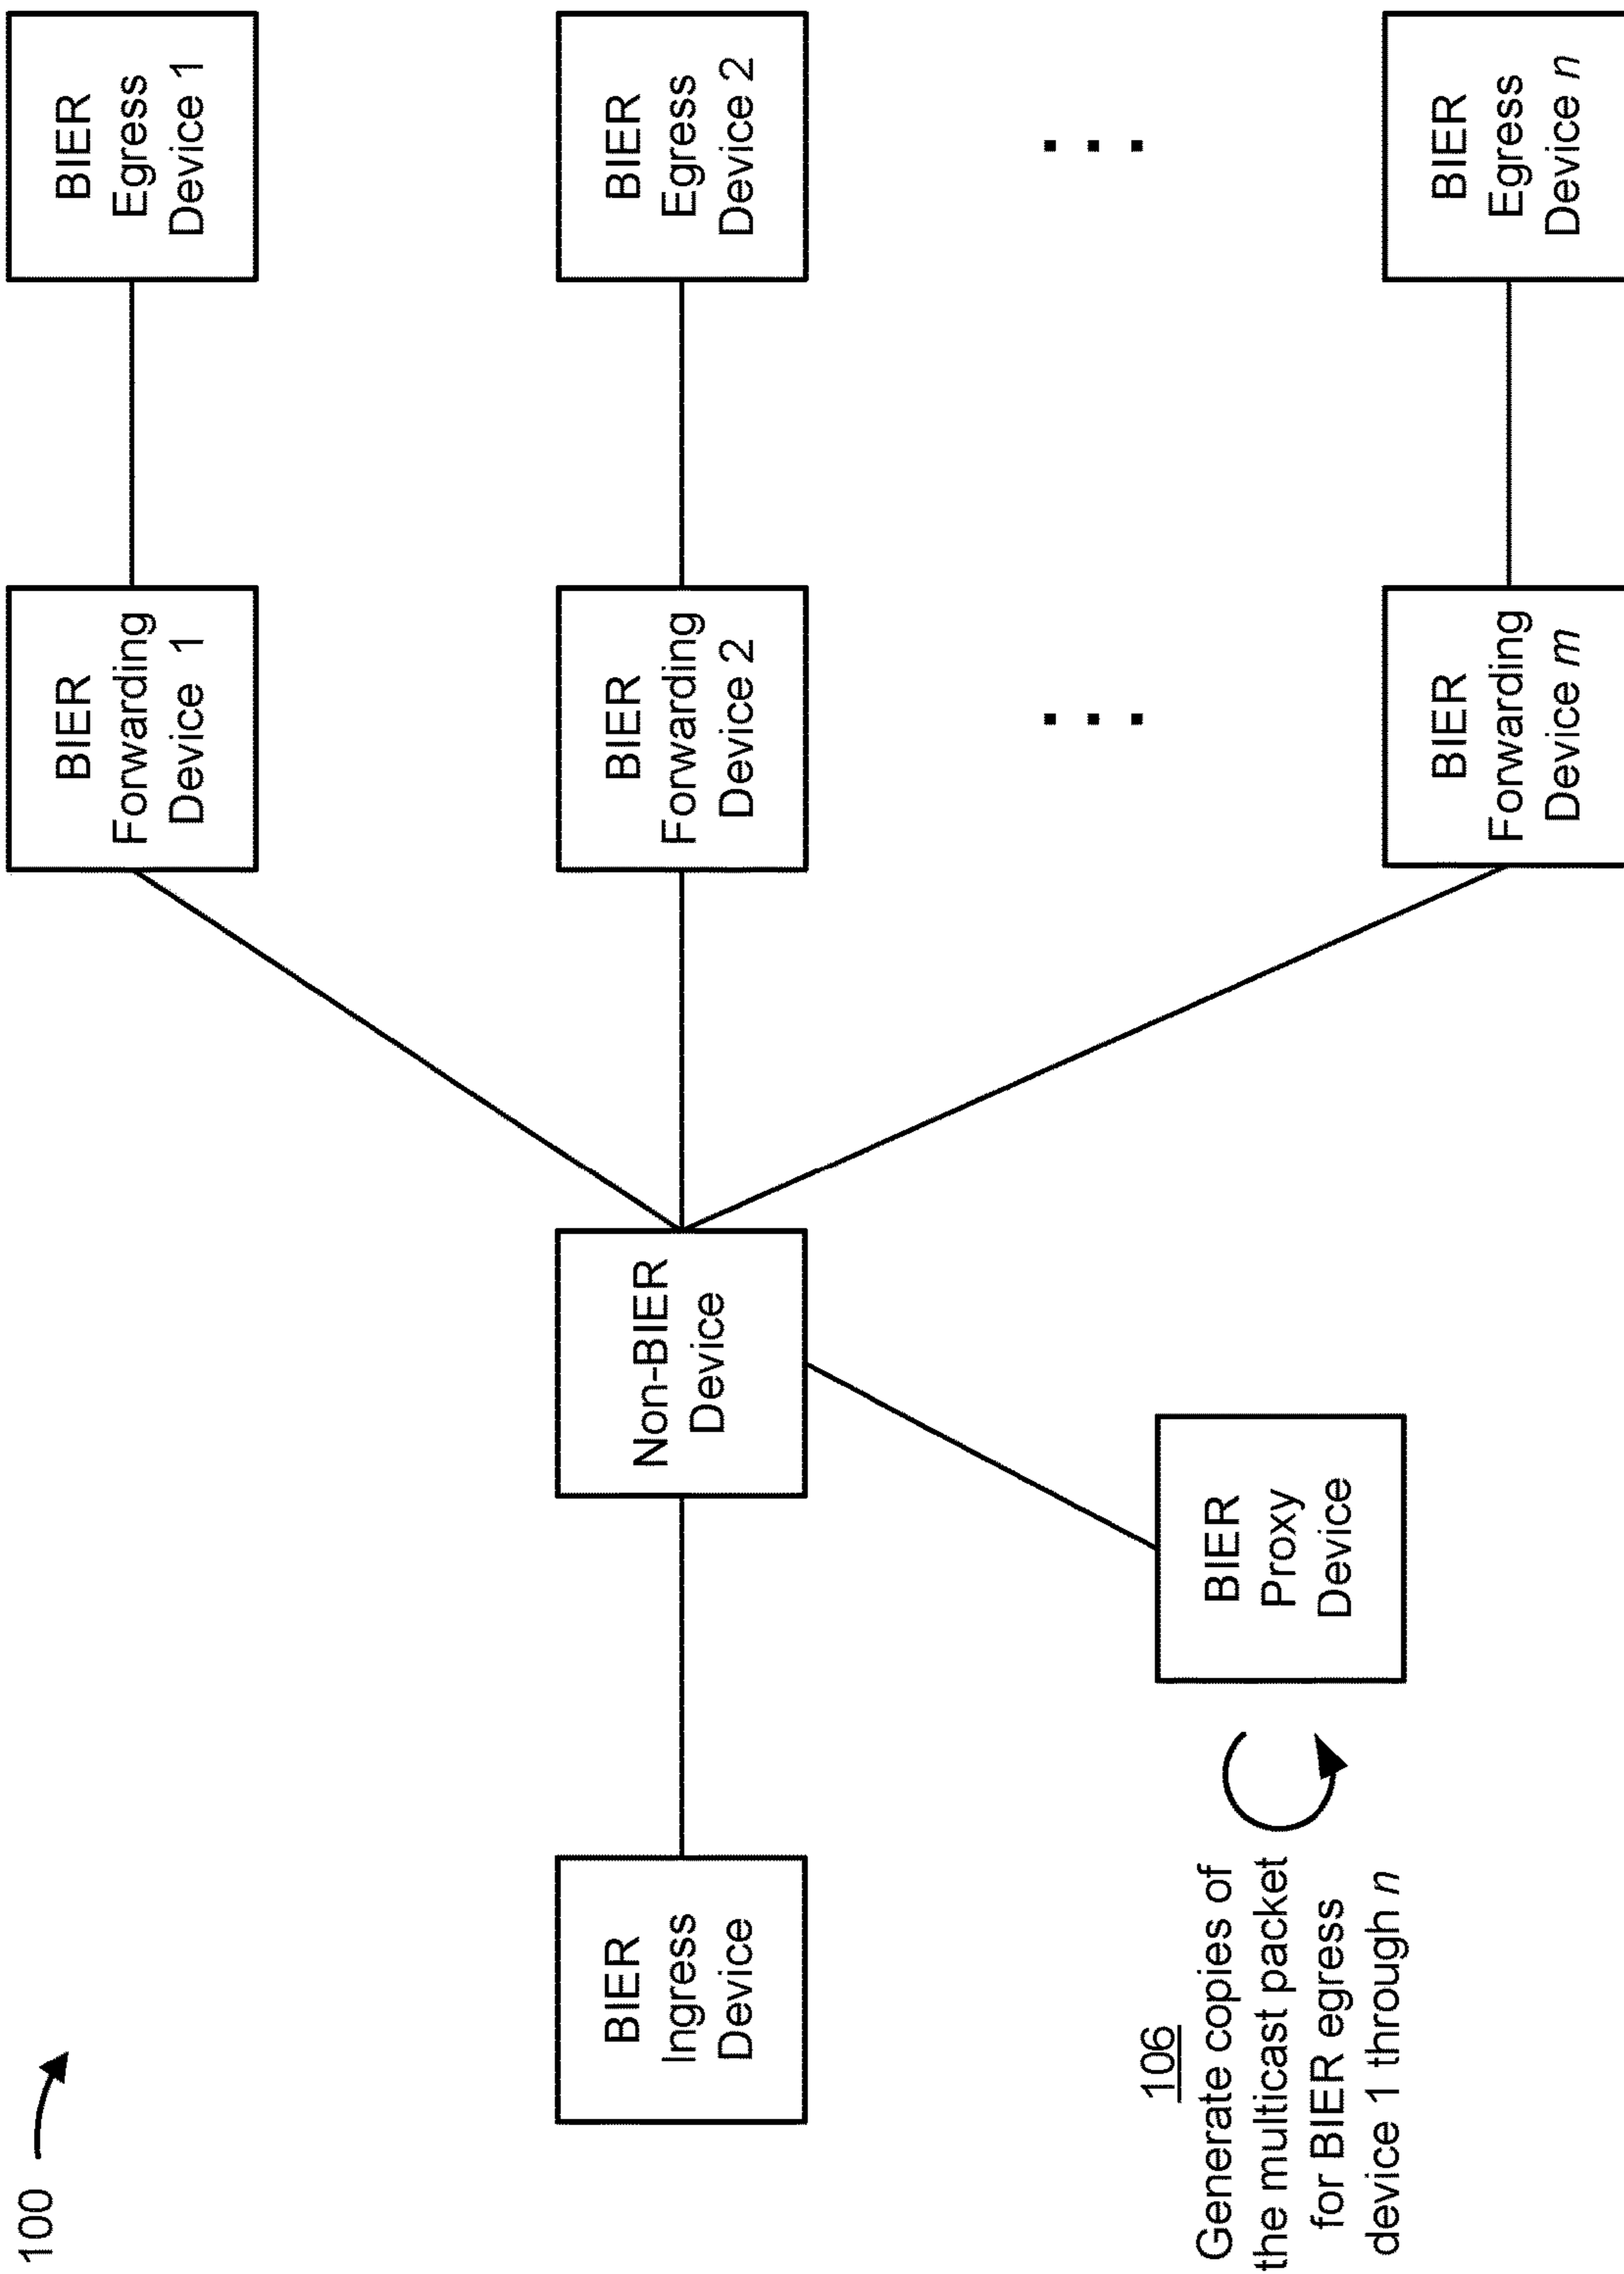 100
BIER
Egress
Device 1
BIER
Forwarding
Device 1
BIER
Ingress
Device
Non-BIER
Device
BIER
Forwarding
Device 2
BIER
Egress
Device 2
. . .
. . .
106
Generate copies of
the multicast packet
for BIER egress
device 1 through n
BIER
Proxy
Device
BIER
Forwarding
Device m
BIER
Egress
Device n